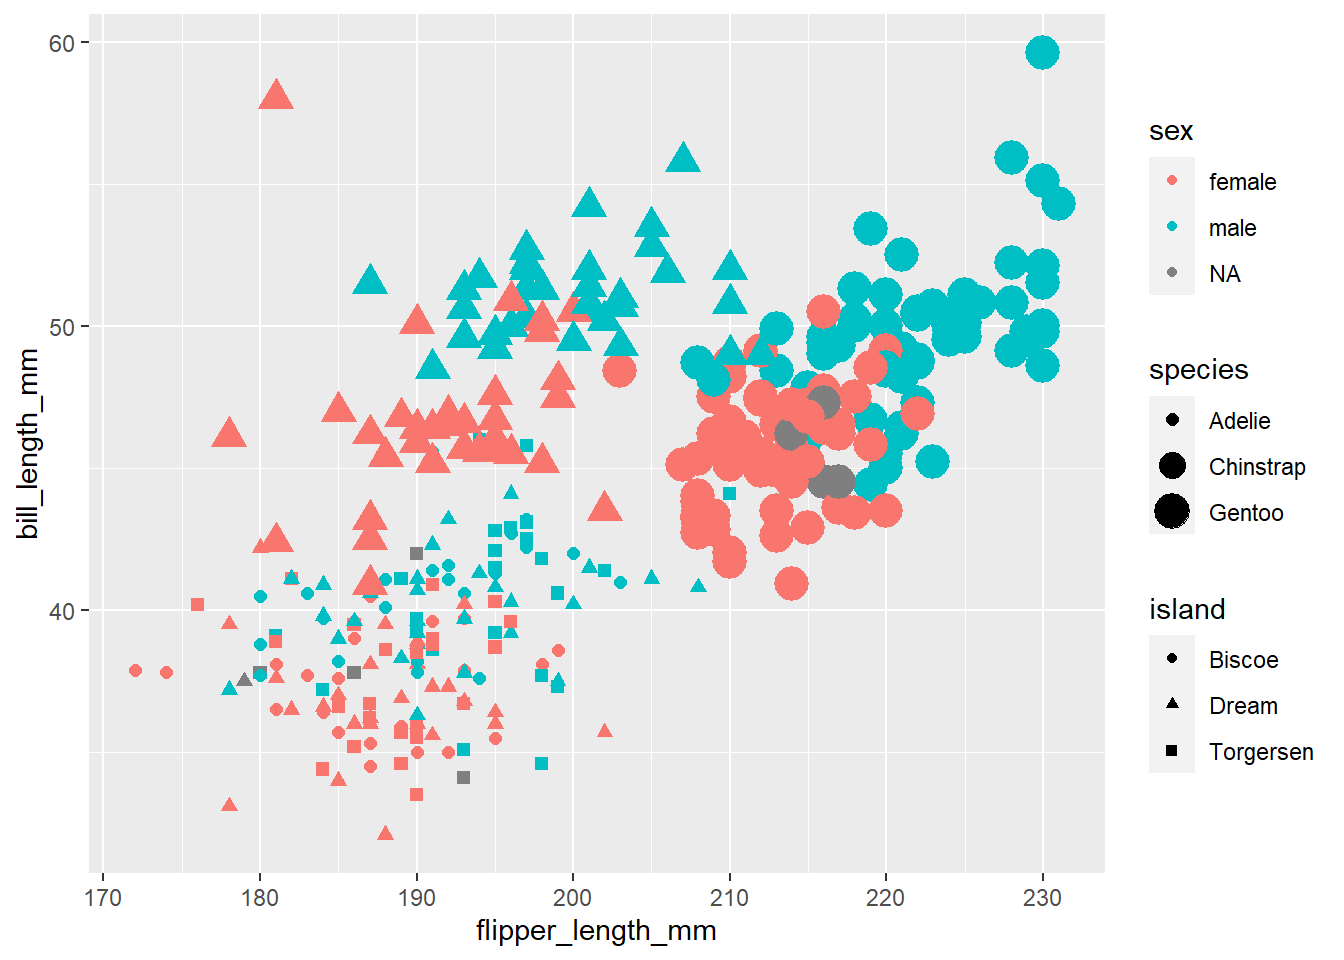 60
50
40
bill_length_mm
170 180 190 200 210 220 230
flipper_length_mm
sex
female
male
NA
species
Adelie
Chinstrap
Gentoo
island
Biscoe
Dream
Torgersen